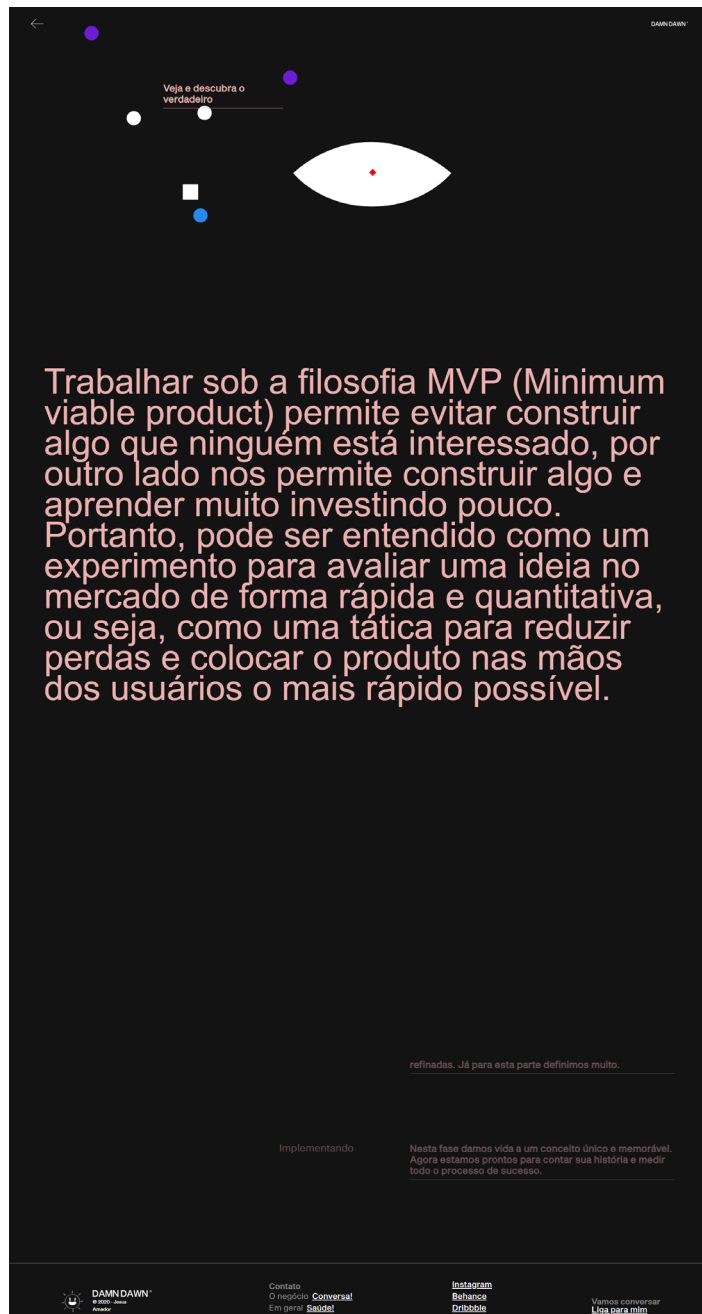 DAMN DAWN°
Veja e descubra o
verdadeiro
Trabalhar sob a filosofia MVP (Minimum
viable product) permite evitar construir
algo que ninguém está interessado, por
outro lado nos permite construir algo e
aprender muito investindo pouco.
Portanto, pode ser entendido como um
experimento para avaliar uma ideia no
mercado de forma rápida e quantitativa,
ou seja, como uma tática para reduzir
perdas e colocar o produto nas mãos
dos usuários o mais rápido possível.
refinadas. Já para esta parte definimos muito.
Implementando
Nesta fase damos vida a um conceito único e memorável.
Agora estamos prontos para contar sua história e medir
todo o processo de sucesso.
DAMN DAWN°
© 2020 - Jesus
Amador
Contato
O negócio Conversa!
Em geral Saúde!
Instagram
Behance
Dribbble
Vamos conversar
Liga para mim